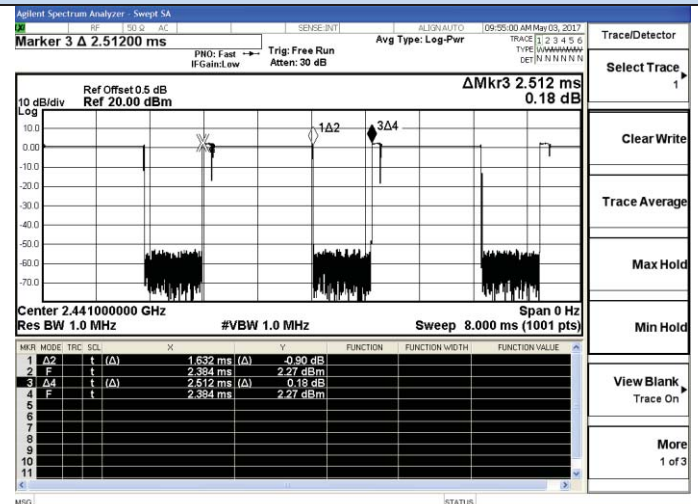 Agilent Spectrum Analyzer - Swept SA
RF 50 Ω AC SENSE:INT ALIGNAUTO 09:55:00 AM May 03, 2017
Marker 3 Δ 2.51200 ms
PNO: Fast
IFGain:Low
Trig: Free Run
Atten: 30 dB
Avg Type: Log-Pwr
TRACE 1 2 3 4 5 6
TYPE
DET N N N N N N
Trace/Detector
Select Trace
1
Clear Write
Trace Average
Max Hold
Min Hold
View Blank
Trace On
More
1 of 3
Ref Offset 0.5 dB
10 dB/div Ref 20.00 dBm
ΔMkr3 2.512 ms
0.18 dB
Log
1Δ2 3Δ4
10.0
0.00
-10.0
-20.0
-30.0
-40.0
-50.0
-60.0
-70.0
Center 2.441000000 GHz Span 0 Hz
Res BW 1.0 MHz #VBW 1.0 MHz Sweep 8.000 ms (1001 pts)
MKR MODE TRC SCL X Y FUNCTION FUNCTION WIDTH FUNCTION VALUE
1 Δ2 t (Δ) 1.632 ms (Δ) -0.90 dB
2 F t 2.384 ms 2.27 dBm
3 Δ4 t (Δ) 2.512 ms (Δ) 0.18 dB
4 F t 2.384 ms 2.27 dBm
5
6
7
8
9
10
11
MSG STATUS